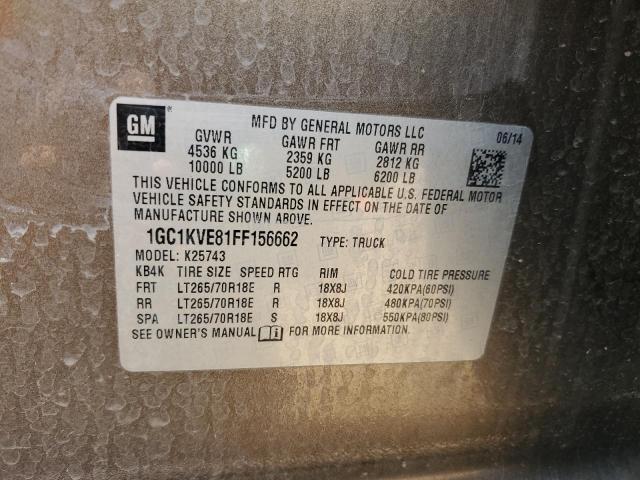 GM
MFD BY GENERAL MOTORS LLC
06/14
GVWR GAWR FRT GAWR RR
4536 KG 2359 KG 2812 KG
10000 LB 5200 LB 6200 LB
THIS VEHICLE CONFORMS TO ALL APPLICABLE U.S. FEDERAL MOTOR
VEHICLE SAFETY STANDARDS IN EFFECT ON THE DATE OF
MANUFACTURE SHOWN ABOVE.
1GC1KVE81FF156662 TYPE: TRUCK
MODEL: K25743
KB4K TIRE SIZE SPEED RTG RIM COLD TIRE PRESSURE
FRT LT265/70R18E R 18X8J 420KPA(60PSI)
RR LT265/70R18E R 18X8J 480KPA(70PSI)
SPA LT265/70R18E S 18X8J 550KPA(80PSI)
SEE OWNER'S MANUAL FOR MORE INFORMATION.